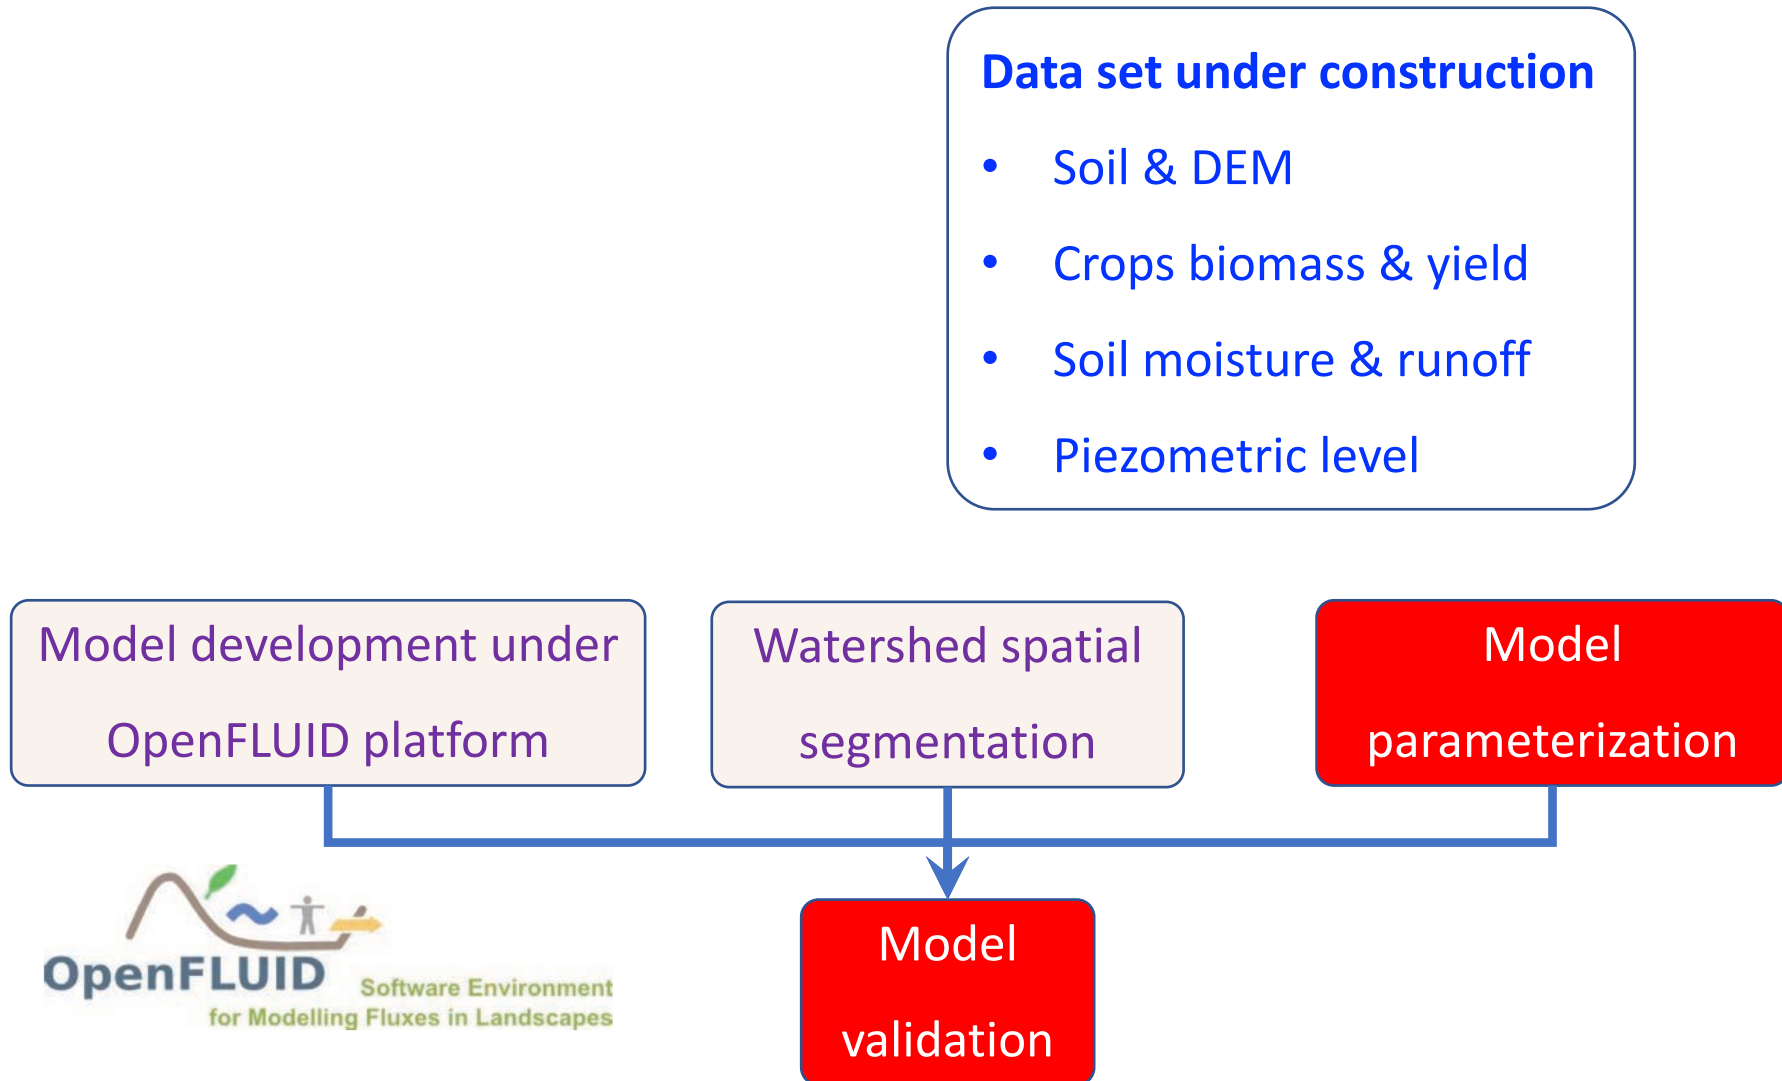 Data set under construction
• Soil & DEM
• Crops biomass & yield
• Soil moisture & runoff
• Piezometric level
Model development under
OpenFLUID platform
Watershed spatial
segmentation
Model
parameterization
Model
validation
OpenFLUID
Software Environment
for Modelling Fluxes in Landscapes